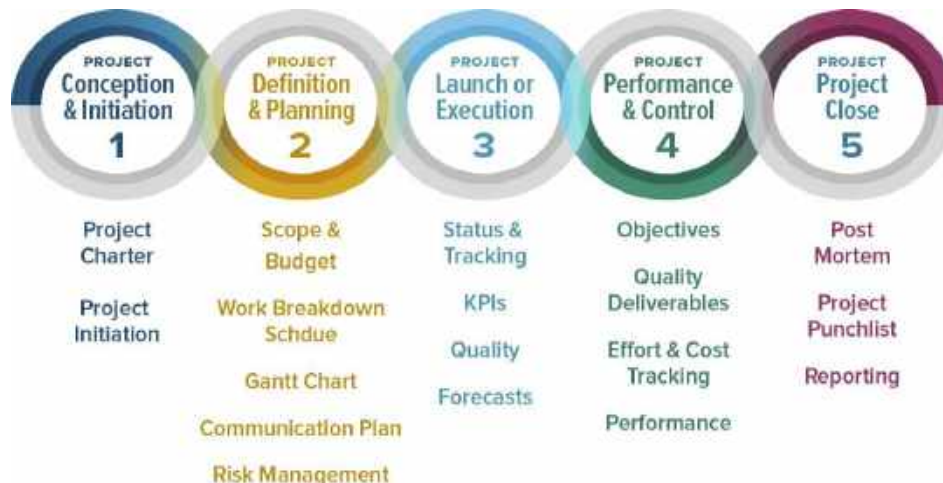 PROJECT
Conception
& Initiation
1
PROJECT
Definition
& Planning
2
PROJECT
Launch or
Execution
3
PROJECT
Performance
& Control
4
PROJECT
Project
Close
5
Project
Charter
Project
Initiation
Scope &
Budget
Work Breakdown
Schdue
Gantt Chart
Communication Plan
Risk Management
Status &
Tracking
KPIs
Quality
Forecasts
Objectives
Quality
Deliverables
Effort & Cost
Tracking
Performance
Post
Mortem
Project
Punchlist
Reporting